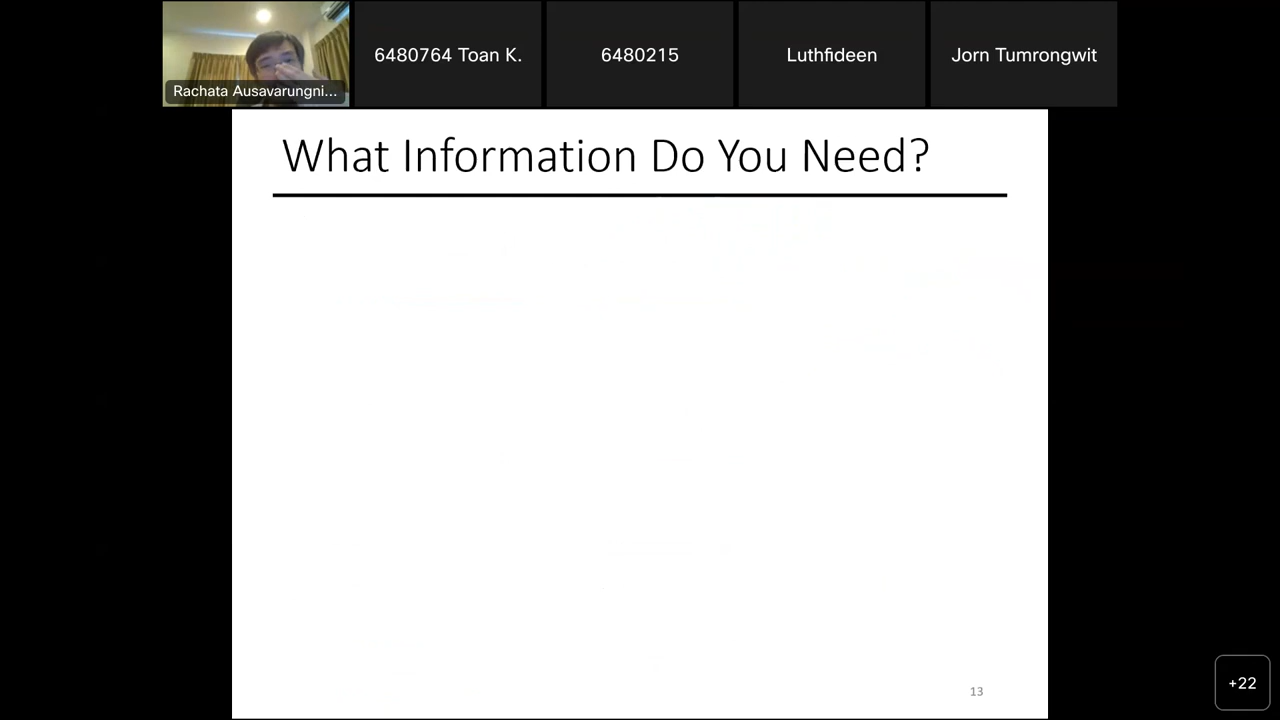 Rachata Ausavarungni...
6480764 Toan K.
6480215
Luthfideen
Jorn Tumrongwit
What Information Do You Need?
13
+22